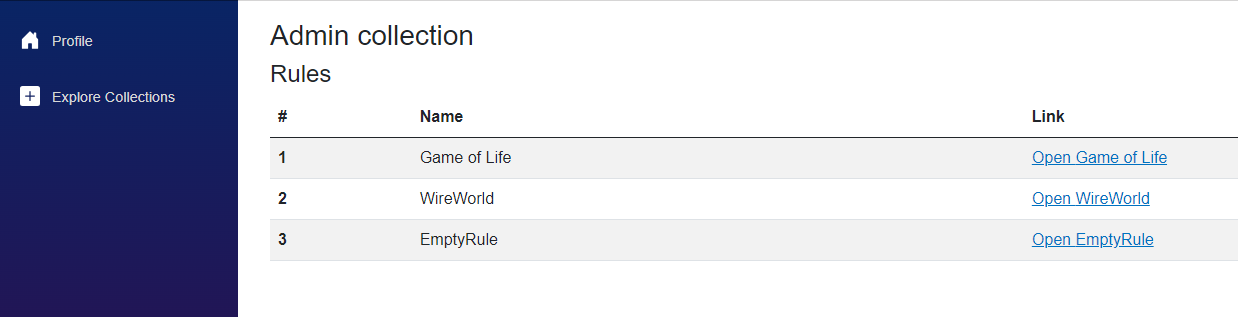 Profile
Explore Collections
Admin collection
Rules
# Name Link
1 Game of Life Open Game of Life
2 WireWorld Open WireWorld
3 EmptyRule Open EmptyRule